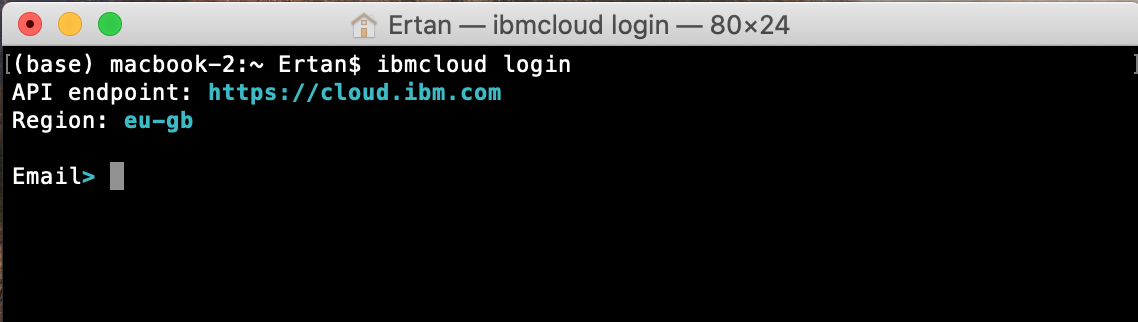 Ertan — ibmcloud login — 80×24
[(base) macbook-2:~ Ertan$ ibmcloud login ]
API endpoint: https://cloud.ibm.com
Region: eu-gb
Email>